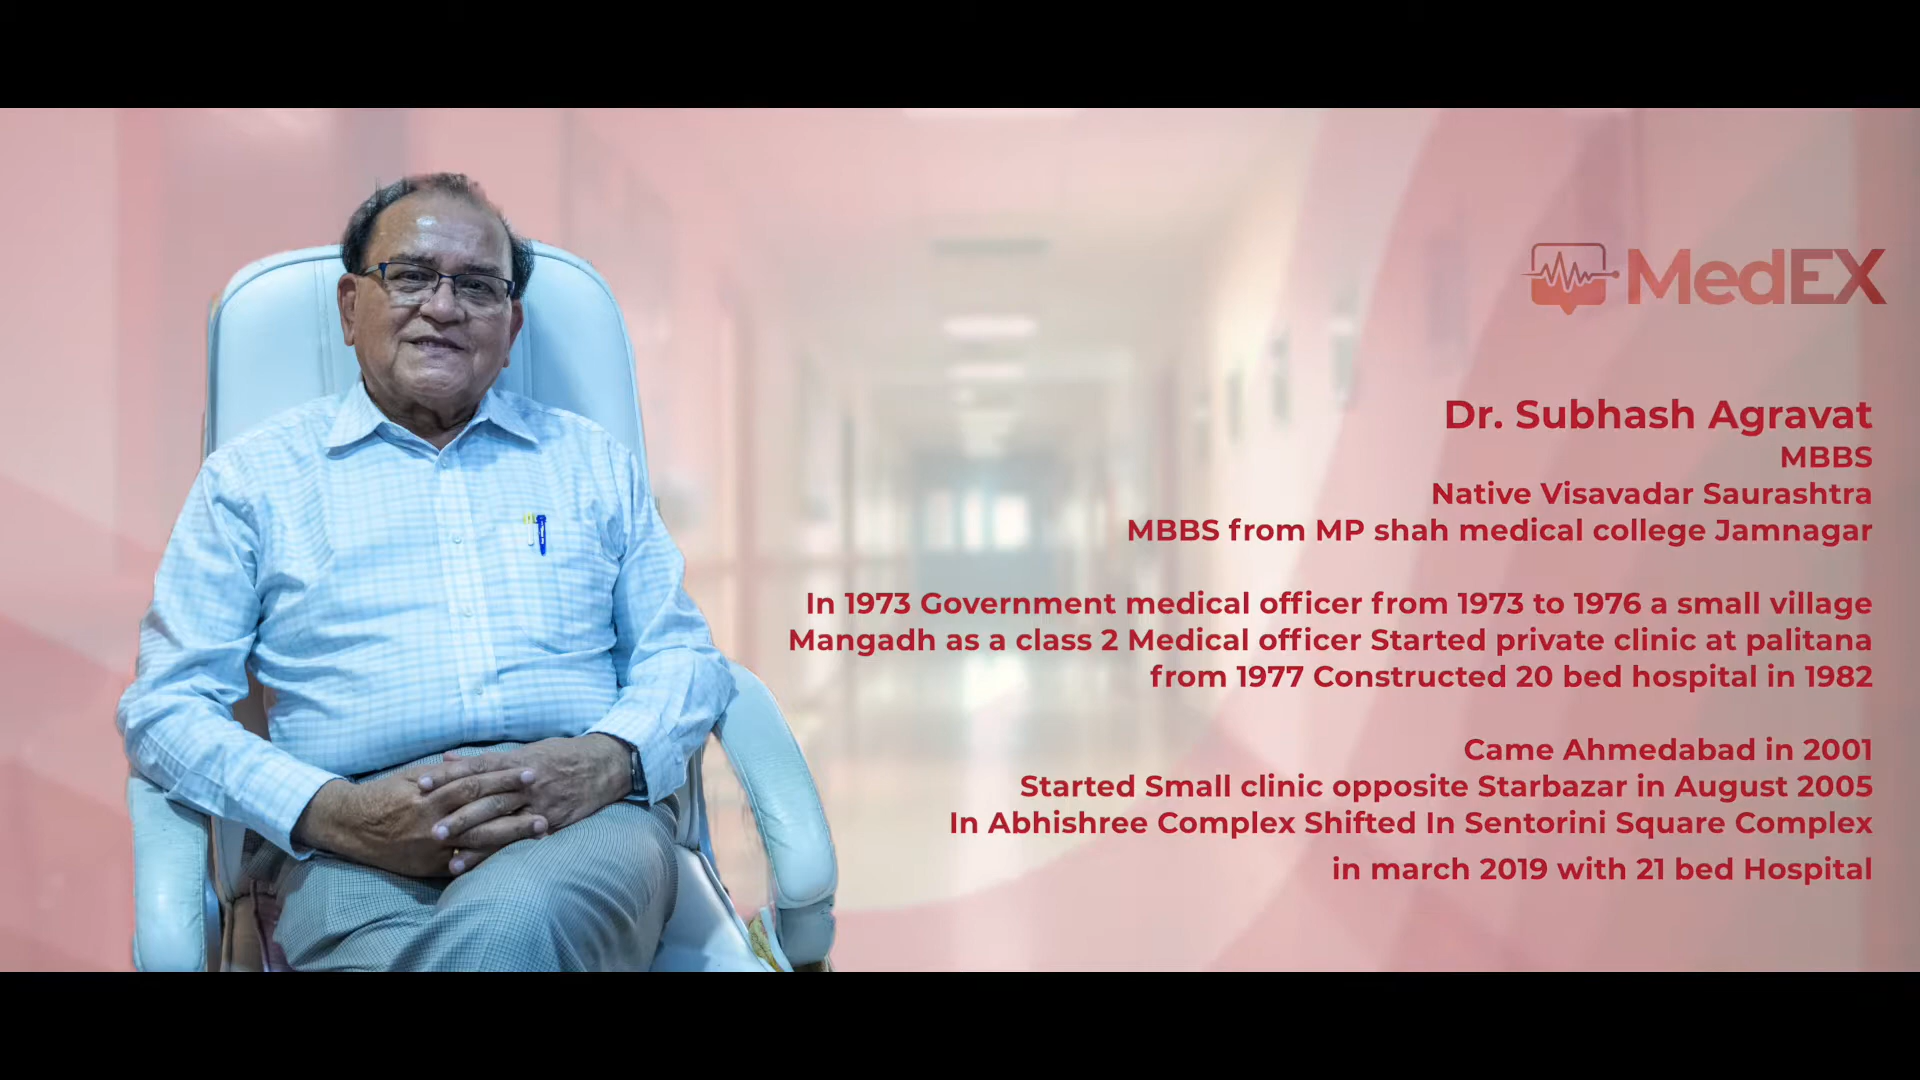 MedEX
Dr. Subhash Agravat
MBBS
Native Visavadar Saurashtra
MBBS from MP shah medical college Jamnagar
In 1973 Government medical officer from 1973 to 1976 a small village
Mangadh as a class 2 Medical officer Started private clinic at palitana
from 1977 Constructed 20 bed hospital in 1982
Came Ahmedabad in 2001
Started Small clinic opposite Starbazar in August 2005
In Abhishree Complex Shifted In Sentorini Square Complex
in march 2019 with 21 bed Hospital